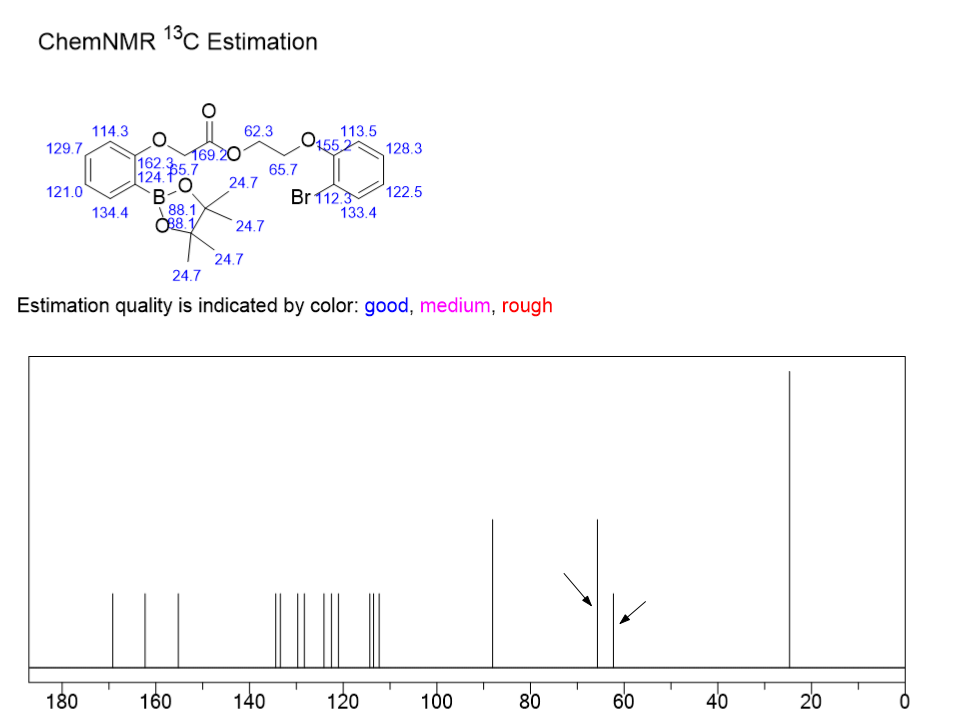 ChemNMR 13C Estimation
O
114.3 O 62.3 O 113.5
129.7 162.3 65.7 169.2 O 155.2 128.3
124.1 65.7
121.0 B O 24.7 Br 112.3 122.5
134.4 88.1 133.4
O 88.1 24.7
24.7
24.7
Estimation quality is indicated by color: good, medium, rough
180 160 140 120 100 80 60 40 20 0